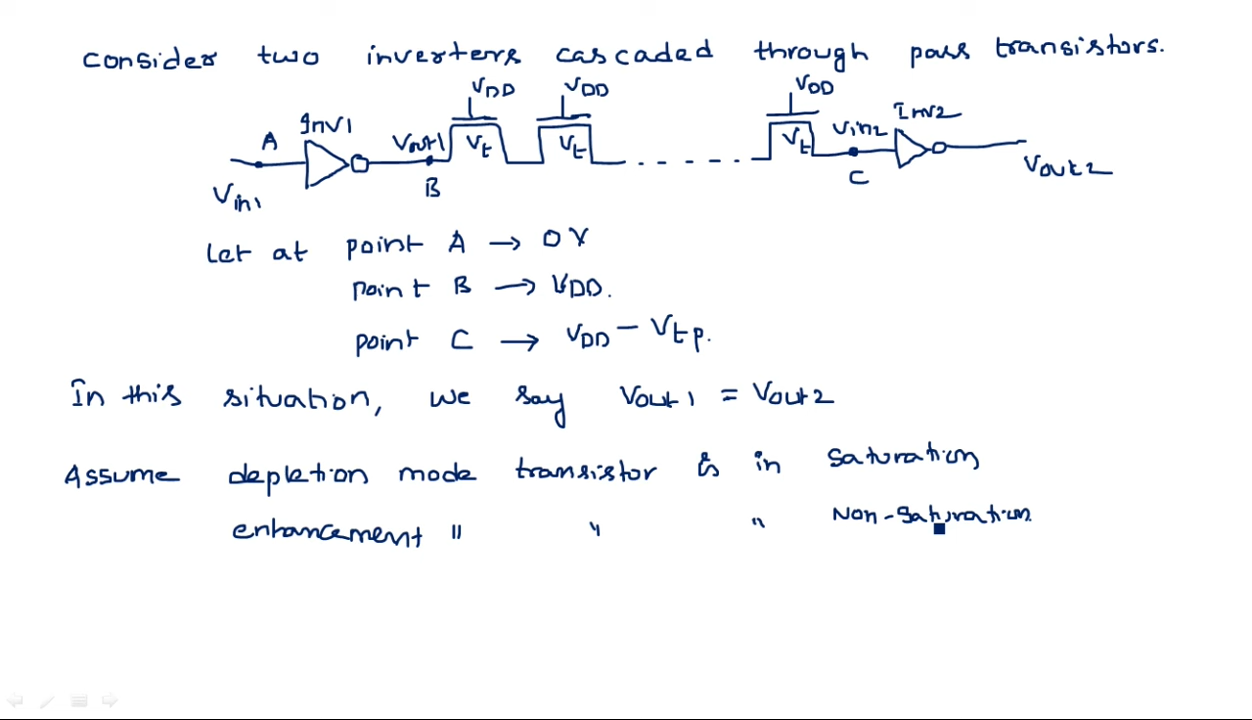 consider two inverters cascaded through pass transistors.
VDD VDD VDD
A Inv1 Vout1 Vt Vt Vt Vin2 Inv2
Vin1 B C Vout2
Let at point A → 0V
point B → VDD.
point C → VDD - Vtp.
In this situation, we say Vout1 = Vout2
Assume depletion mode transistor is in saturation
enhancement " " " Non-saturation